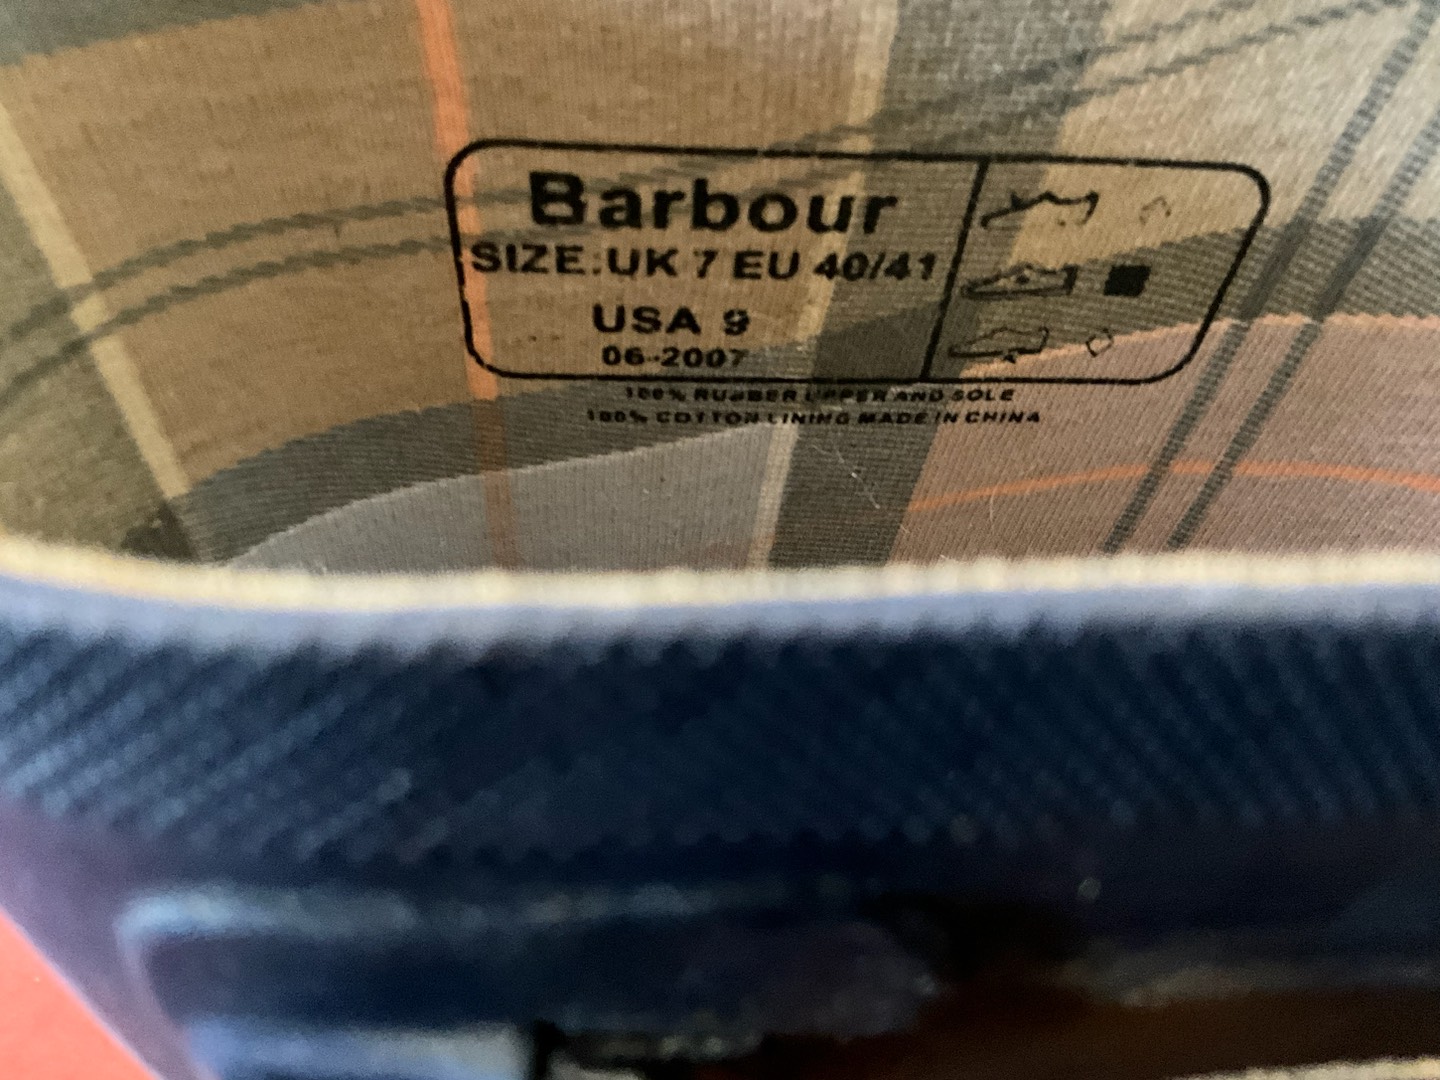 Barbour
SIZE:UK 7 EU 40/41
USA 9
06-2007
100% RUBBER UPPER AND SOLE
100% COTTON LINING MADE IN CHINA